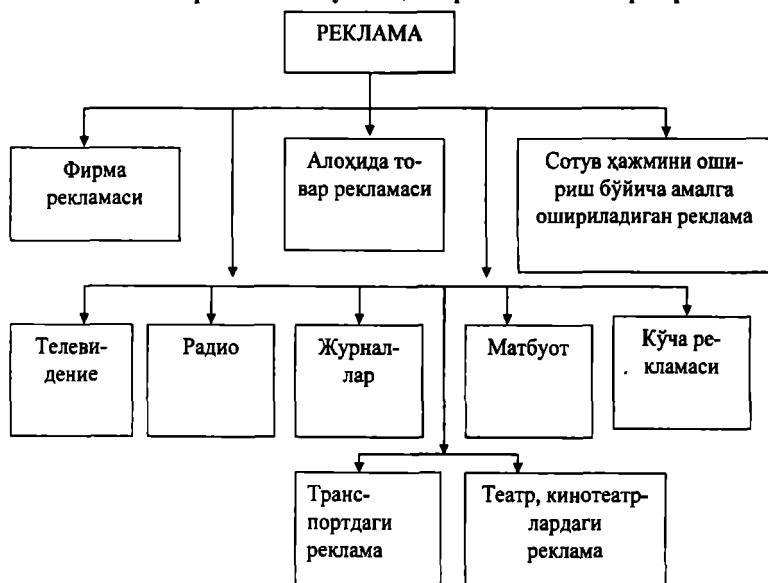 РЕКЛАМА
Фирма
рекламаси
Алоҳида то-
вар рекламаси
Сотув ҳажмини оши-
риш бўйича амалга
ошириладиган реклама
Телеви-
дение
Радио
Журнал-
лар
Матбуот
Кўча ре-
кламаси
Транс-
портдаги
реклама
Театр, кинотеатр-
лардаги
реклама